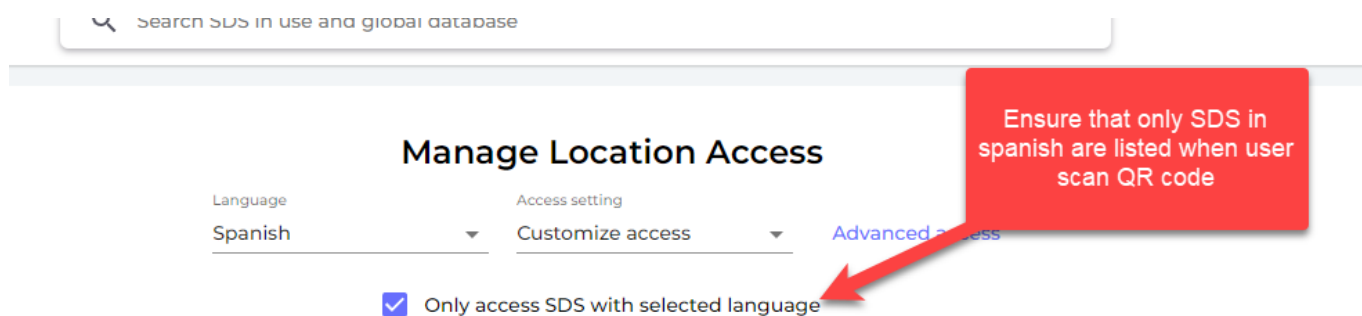 Search SDS in use and global database
Ensure that only SDS in
spanish are listed when user
scan QR code
Manage Location Access
Language
Access setting
Spanish
Customize access
Advanced access
Only access SDS with selected language